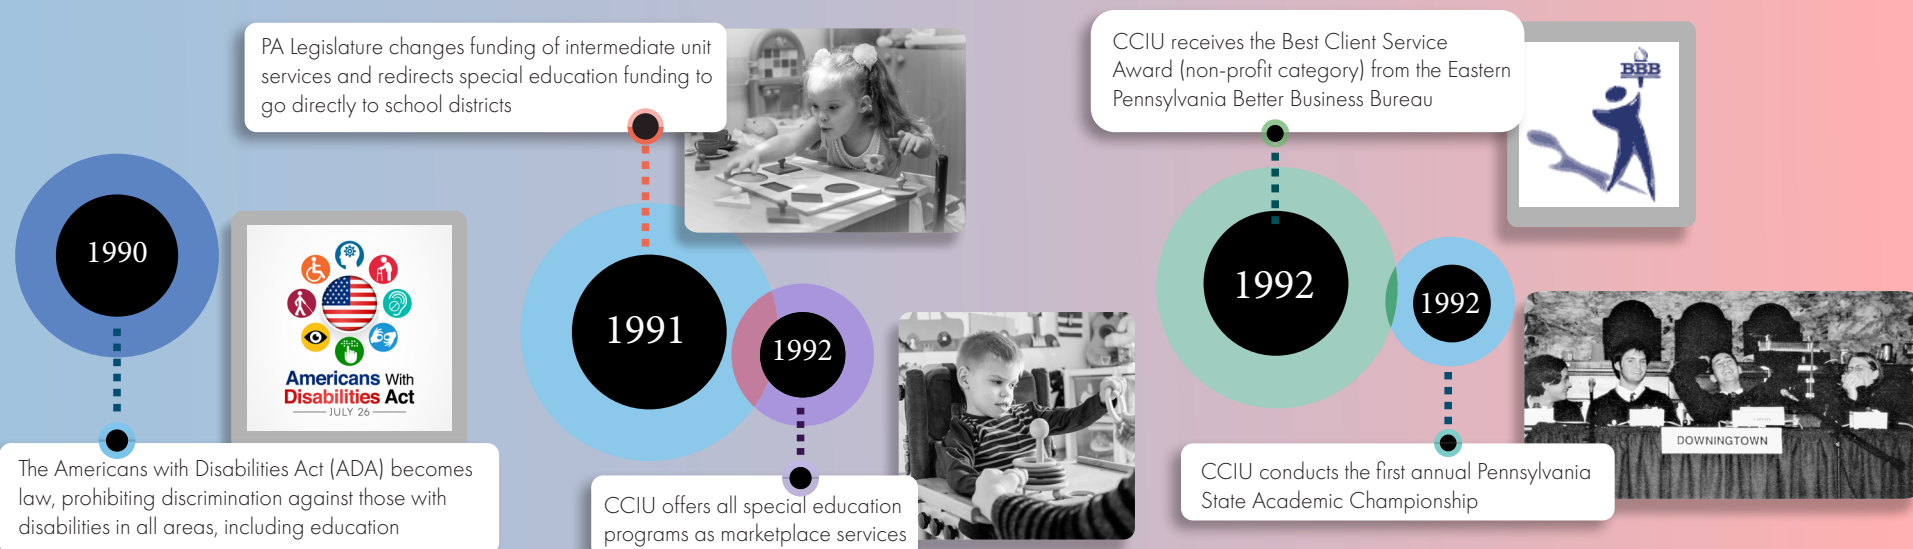 1990
Americans With
Disabilities Act
JULY 26
The Americans with Disabilities Act (ADA) becomes
law, prohibiting discrimination against those with
disabilities in all areas, including education
PA Legislature changes funding of intermediate unit
services and redirects special education funding to
go directly to school districts
1991
1992
CCIU offers all special education
programs as marketplace services
CCIU receives the Best Client Service
Award (non-profit category) from the Eastern
Pennsylvania Better Business Bureau
BBB
1992
1992
DOWNINGTOWN
CCIU conducts the first annual Pennsylvania
State Academic Championship